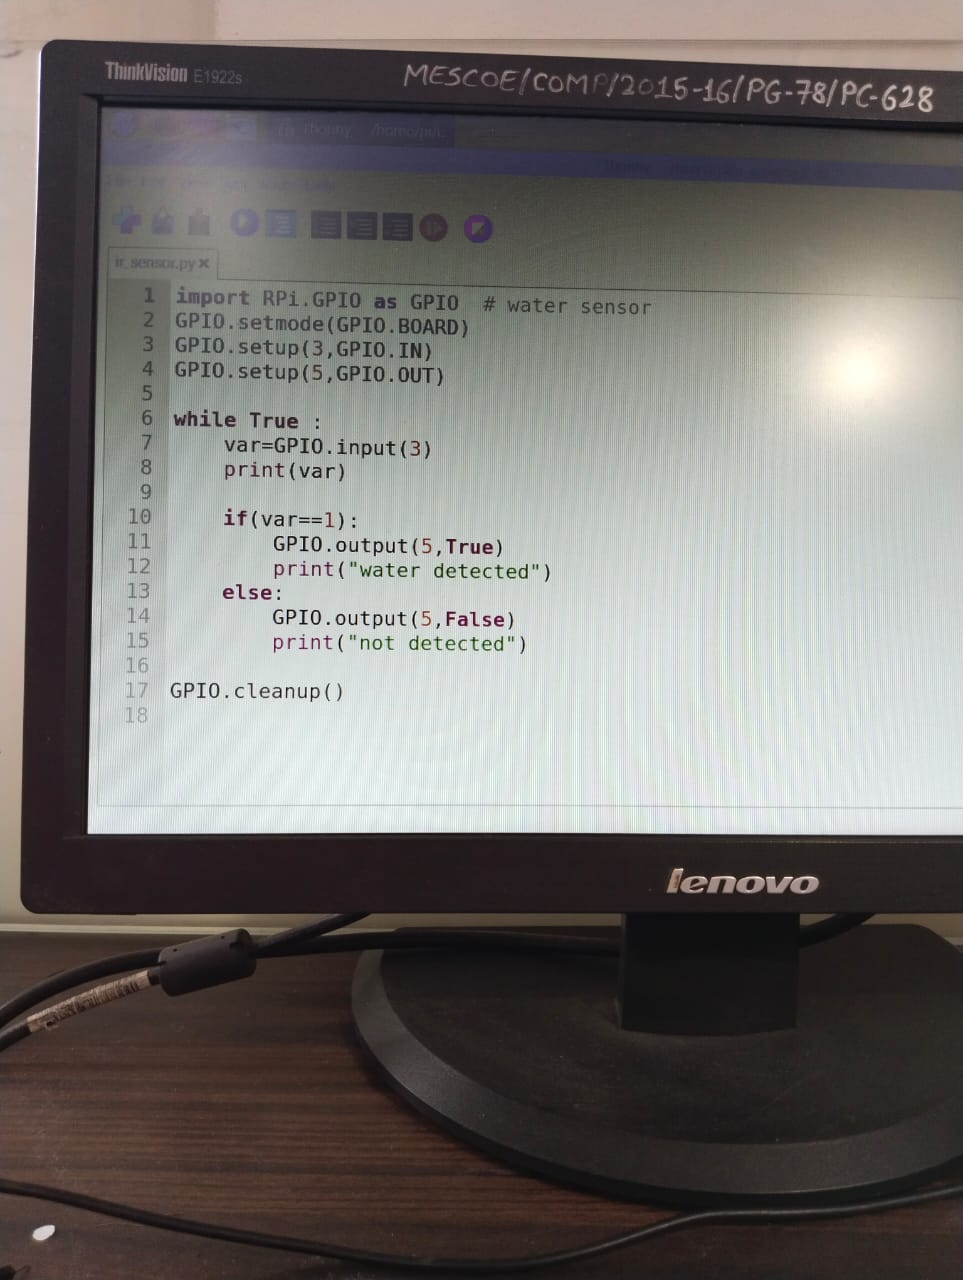 ThinkVision E1922s
MESCOE/COMP/2015-16/PG-78/PC-628
Thonny
ir_sensor.py ×
1 import RPi.GPIO as GPIO  # water sensor
2 GPIO.setmode(GPIO.BOARD)
3 GPIO.setup(3,GPIO.IN)
4 GPIO.setup(5,GPIO.OUT)
5
6 while True :
7     var=GPIO.input(3)
8     print(var)
9
10     if(var==1):
11         GPIO.output(5,True)
12         print("water detected")
13     else:
14         GPIO.output(5,False)
15         print("not detected")
16
17 GPIO.cleanup()
18
lenovo